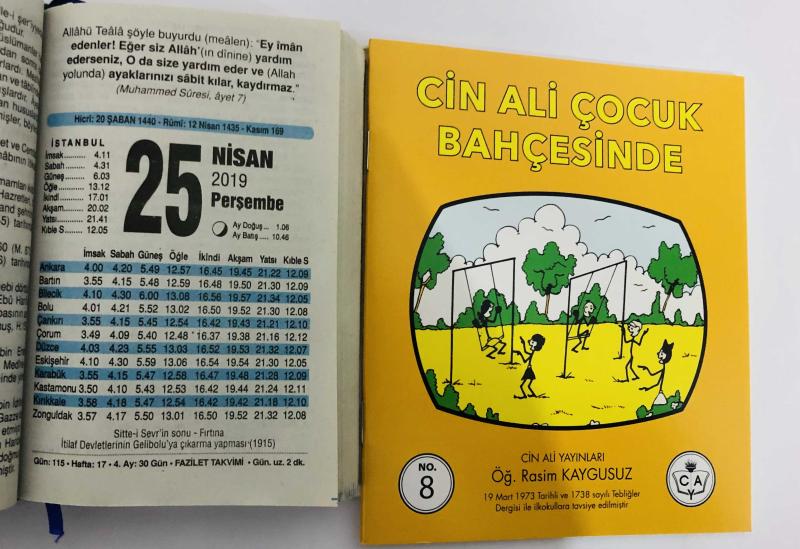 Allâhü Teâlâ şöyle buyurdu (meâlen): "Ey îmân
edenler! Eğer siz Allâh'(ın dînine) yardım
ederseniz, O da size yardım eder ve (Allah
yolunda) ayaklarınızı sâbit kılar, kaydırmaz."
(Muhammed Sûresi, âyet 7)
Hicrî: 20 ŞABAN 1440 - Rûmî: 12 Nisan 1435 - Kasım 169
İSTANBUL
İmsak 4.11
Sabah 4.31
Güneş 6.03
Öğle 13.12
İkindi 17.01
Akşam 20.02
Yatsı 21.41
Kıble S 12.05
25
NİSAN
2019
Perşembe
Ay Doğuş ... 1.06
Ay Batış .... 10.46
İmsak Sabah Güneş Öğle İkindi Akşam Yatsı Kıble S
Ankara 4.00 4.20 5.49 12.57 16.45 19.45 21.22 12.09
Bartın 3.55 4.15 5.48 12.59 16.48 19.50 21.30 12.09
Bilecik 4.10 4.30 6.00 13.08 16.56 19.57 21.34 12.05
Bolu 4.01 4.21 5.52 13.02 16.50 19.52 21.30 12.08
Çankırı 3.55 4.15 5.45 12.54 16.42 19.43 21.21 12.10
Çorum 3.49 4.09 5.40 12.48 16.37 19.38 21.16 12.12
Düzce 4.03 4.23 5.55 13.03 16.52 19.53 21.32 12.07
Eskişehir 4.10 4.30 5.59 13.06 16.54 19.54 21.30 12.05
Karabük 3.55 4.15 5.47 12.58 16.47 19.48 21.28 12.09
Kastamonu 3.50 4.10 5.43 12.53 16.42 19.44 21.24 12.11
Kırıkkale 3.58 4.18 5.47 12.54 16.42 19.42 21.18 12.10
Zonguldak 3.57 4.17 5.50 13.01 16.50 19.52 21.32 12.08
Sitte-i Sevr'in sonu - Fırtına
İtilaf Devletlerinin Gelibolu'ya çıkarma yapması (1915)
Gün: 115 • Hafta: 17 • 4. Ay: 30 Gün • FAZİLET TAKVİMİ • Gün. uz. 2 dk.
CİN ALİ ÇOCUK
BAHÇESİNDE
CİN ALİ YAYINLARI
Öğ. Rasim KAYGUSUZ
19 Mart 1973 Tarihli ve 1738 sayılı Tebliğler
Dergisi ile ilkokullara tavsiye edilmiştir
NO.
8
C A
Y